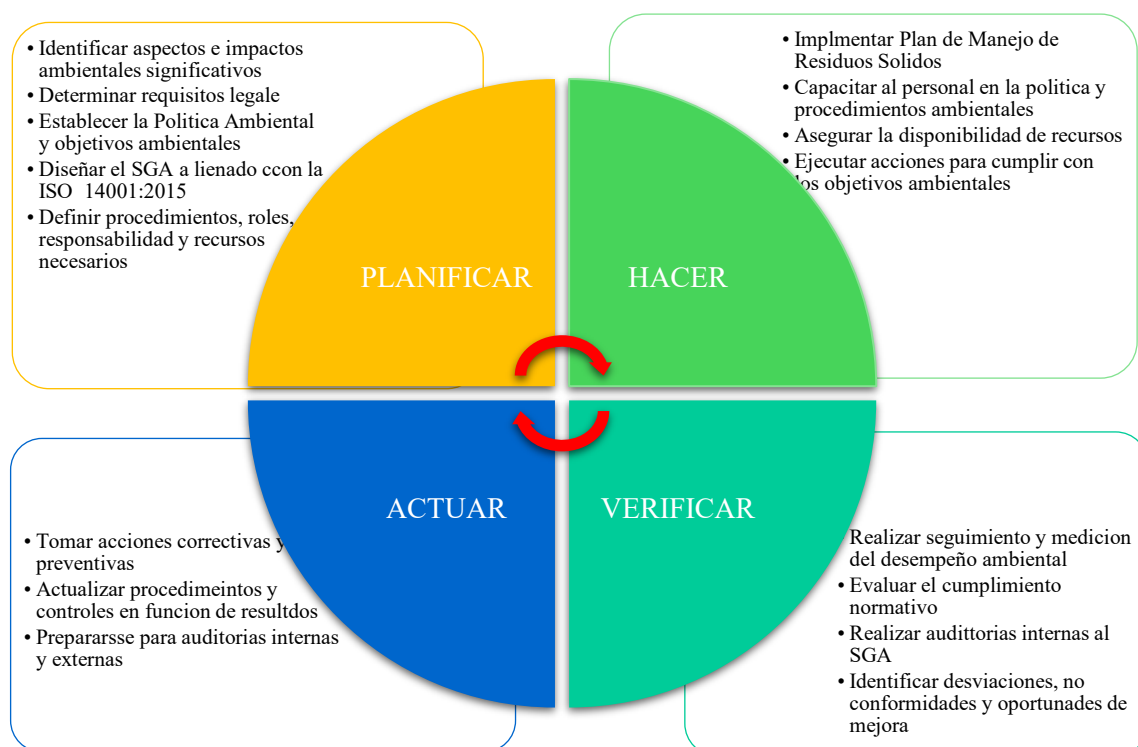 • Identificar aspectos e impactos
ambientales significativos
• Determinar requisitos legale
• Establecer la Politica Ambiental
y objetivos ambientales
• Diseñar el SGA a lienado ccon la
ISO 14001:2015
• Definir procedimientos, roles,
responsabilidad y recursos
necesarios
• Implmentar Plan de Manejo de
Residuos Solidos
• Capacitar al personal en la politica y
procedimientos ambientales
• Asegurar la disponibilidad de recursos
• Ejecutar acciones para cumplir con
los objetivos ambientales
PLANIFICAR
HACER
ACTUAR
VERIFICAR
• Tomar acciones correctivas y
preventivas
• Actualizar procedimeintos y
controles en funcion de resultdos
• Prepararsse para auditorias internas
y externas
Realizar seguimiento y medicion
del desempeño ambiental
• Evaluar el cumplimiento
normativo
• Realizar audittorias internas al
SGA
• Identificar desviaciones, no
conformidades y oportunades de
mejora